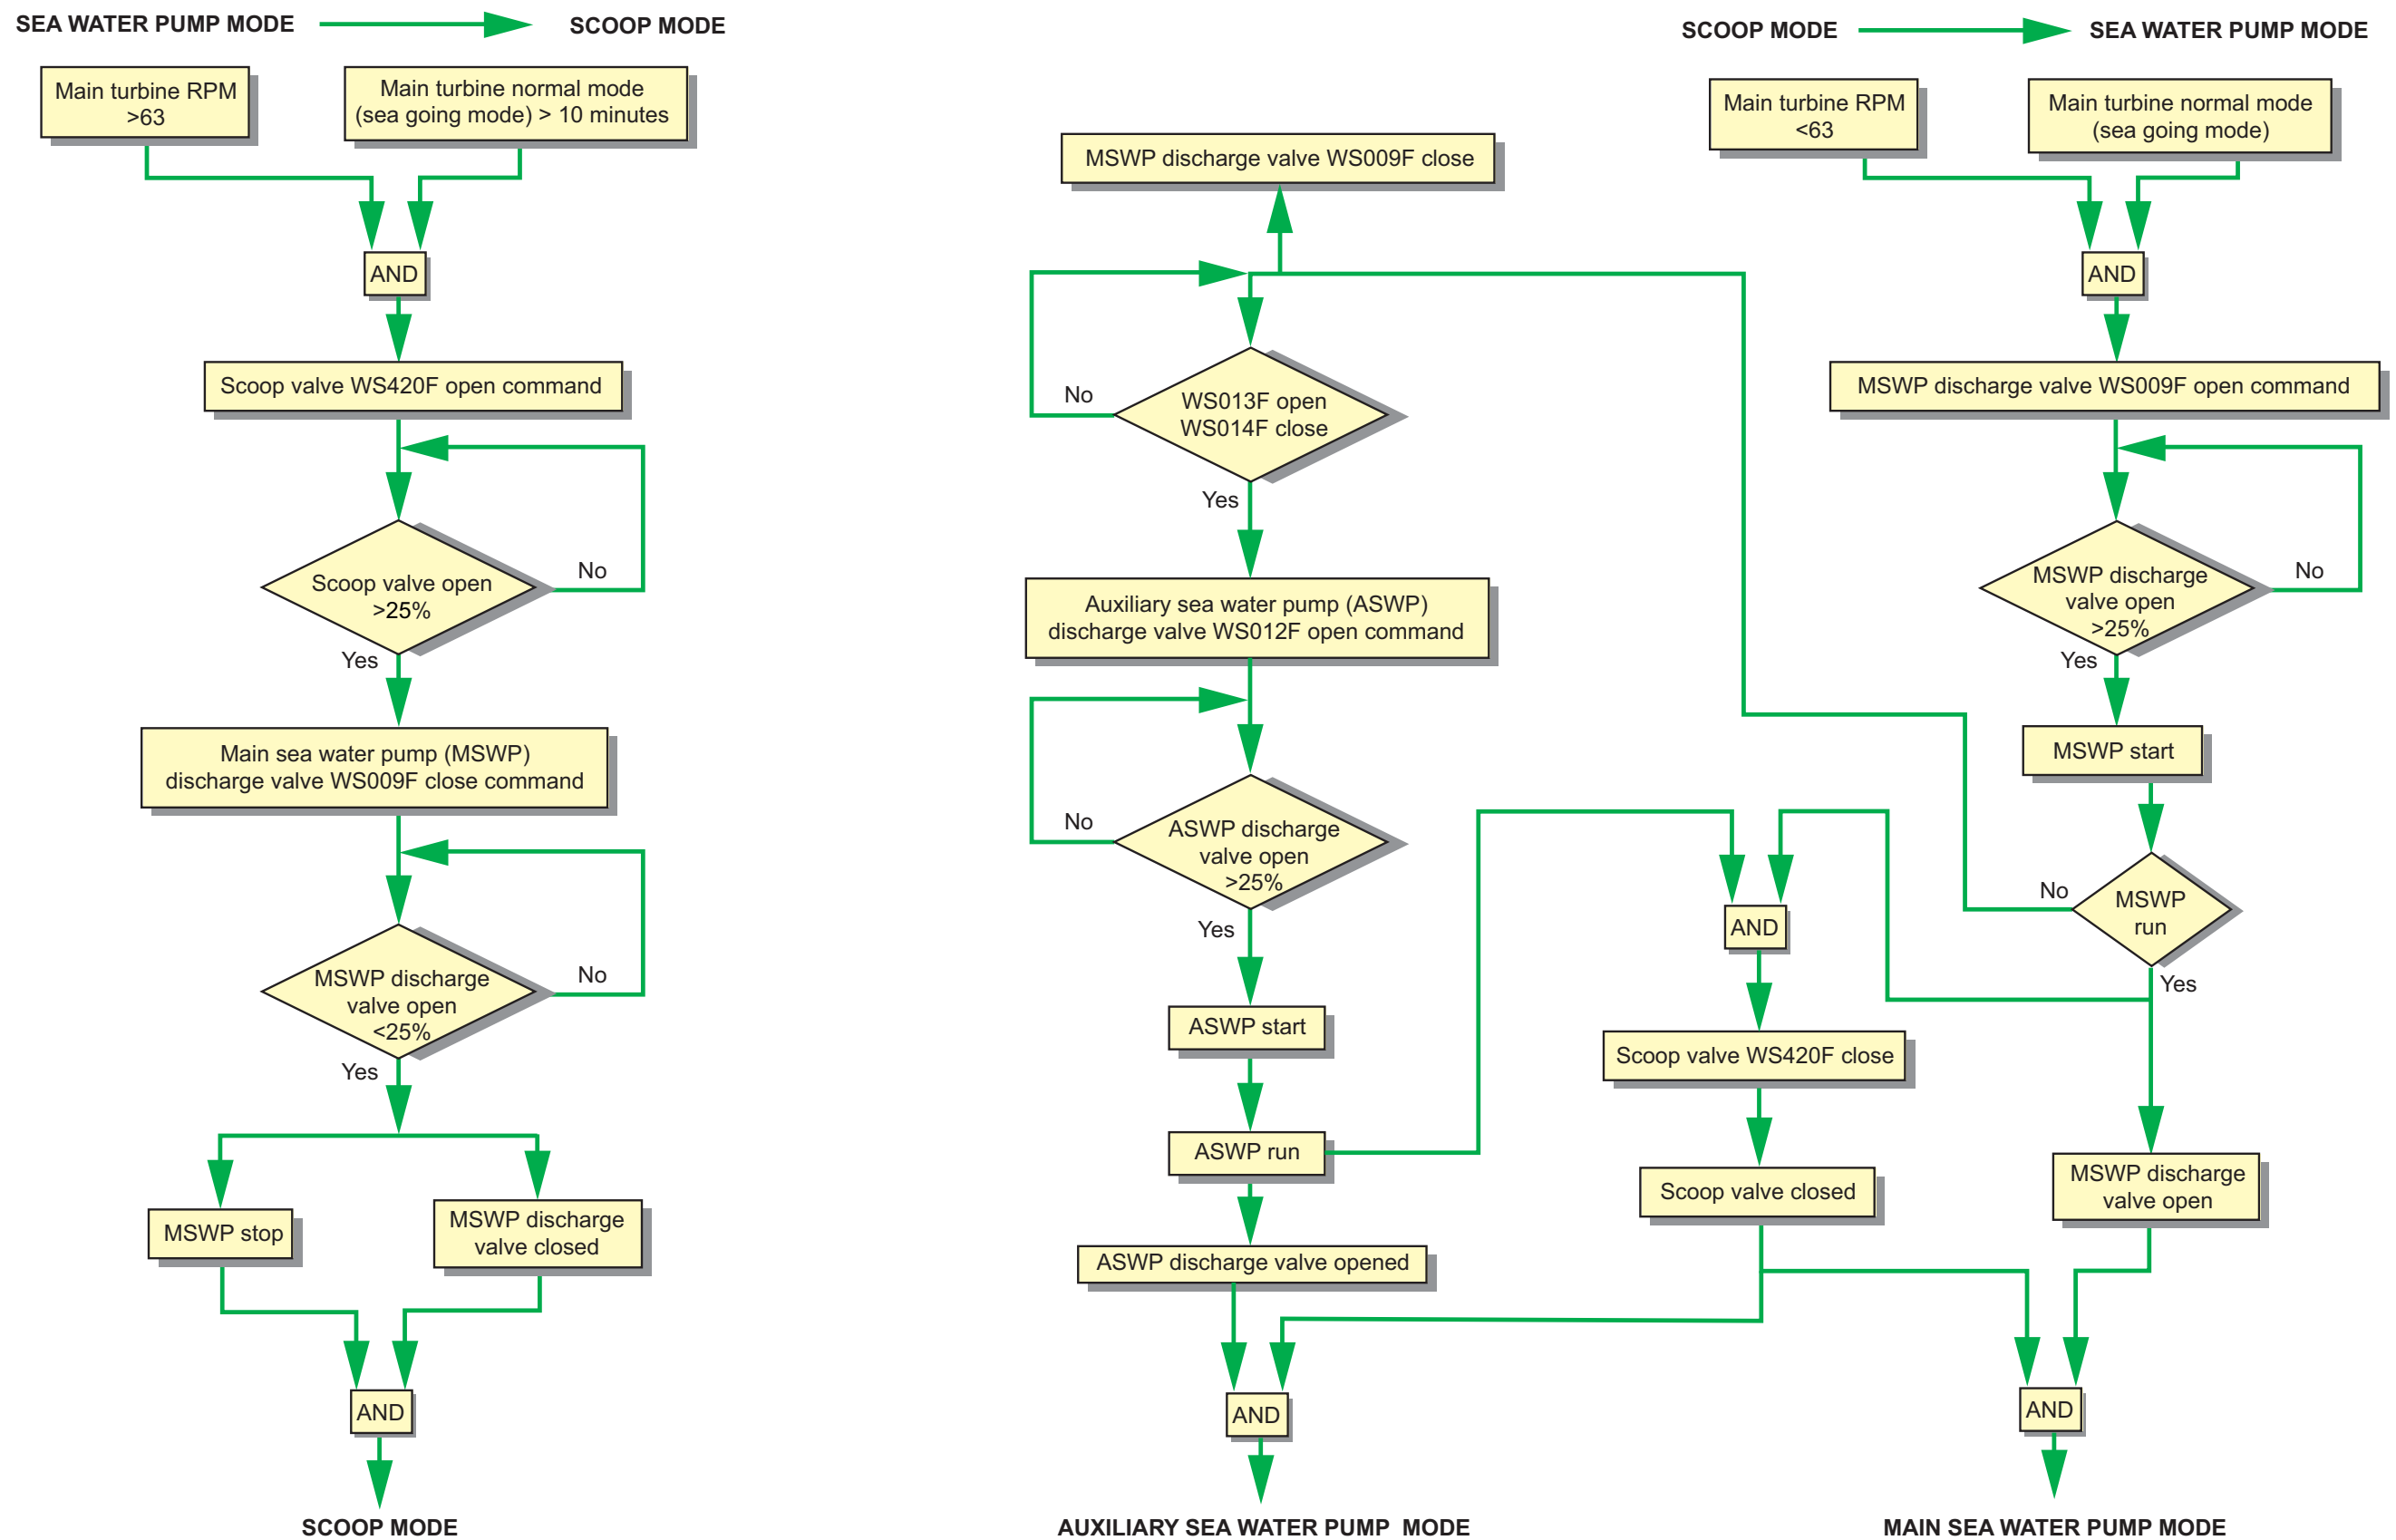 SEA WATER PUMP MODE
SCOOP MODE
Main turbine RPM
>63
Main turbine normal mode
(sea going mode) > 10 minutes
AND
Scoop valve WS420F open command
Scoop valve open
>25%
No
Yes
Main sea water pump (MSWP)
discharge valve WS009F close command
MSWP discharge
valve open
<25%
No
Yes
MSWP stop
MSWP discharge
valve closed
AND
SCOOP MODE
SCOOP MODE
SEA WATER PUMP MODE
MSWP discharge valve WS009F close
No
WS013F open
WS014F close
Yes
Auxiliary sea water pump (ASWP)
discharge valve WS012F open command
No
ASWP discharge
valve open
>25%
Yes
ASWP start
ASWP run
ASWP discharge valve opened
AND
AUXILIARY SEA WATER PUMP MODE
AND
Scoop valve WS420F close
Scoop valve closed
Main turbine RPM
<63
Main turbine normal mode
(sea going mode)
AND
MSWP discharge valve WS009F open command
MSWP discharge
valve open
>25%
No
Yes
MSWP start
No
MSWP
run
Yes
MSWP discharge
valve open
AND
MAIN SEA WATER PUMP MODE